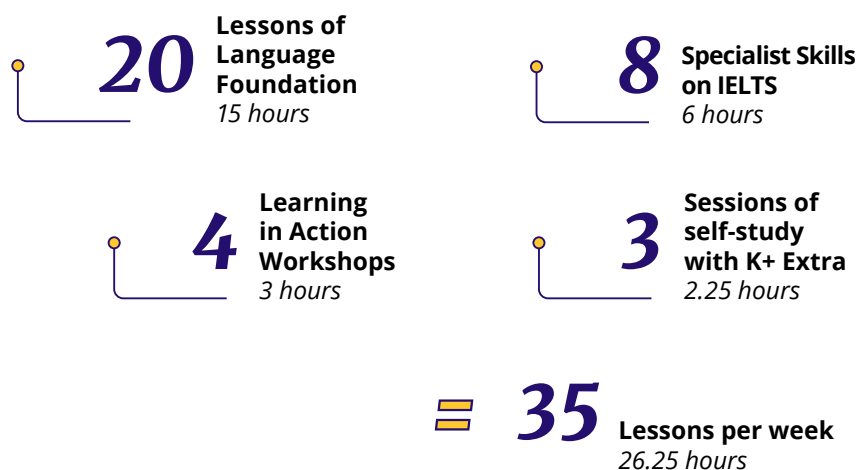 20
Lessons of
Language
Foundation
15 hours
8
Specialist Skills
on IELTS
6 hours
4
Learning
in Action
Workshops
3 hours
3
Sessions of
self-study
with K+ Extra
2.25 hours
= 35
Lessons per week
26.25 hours